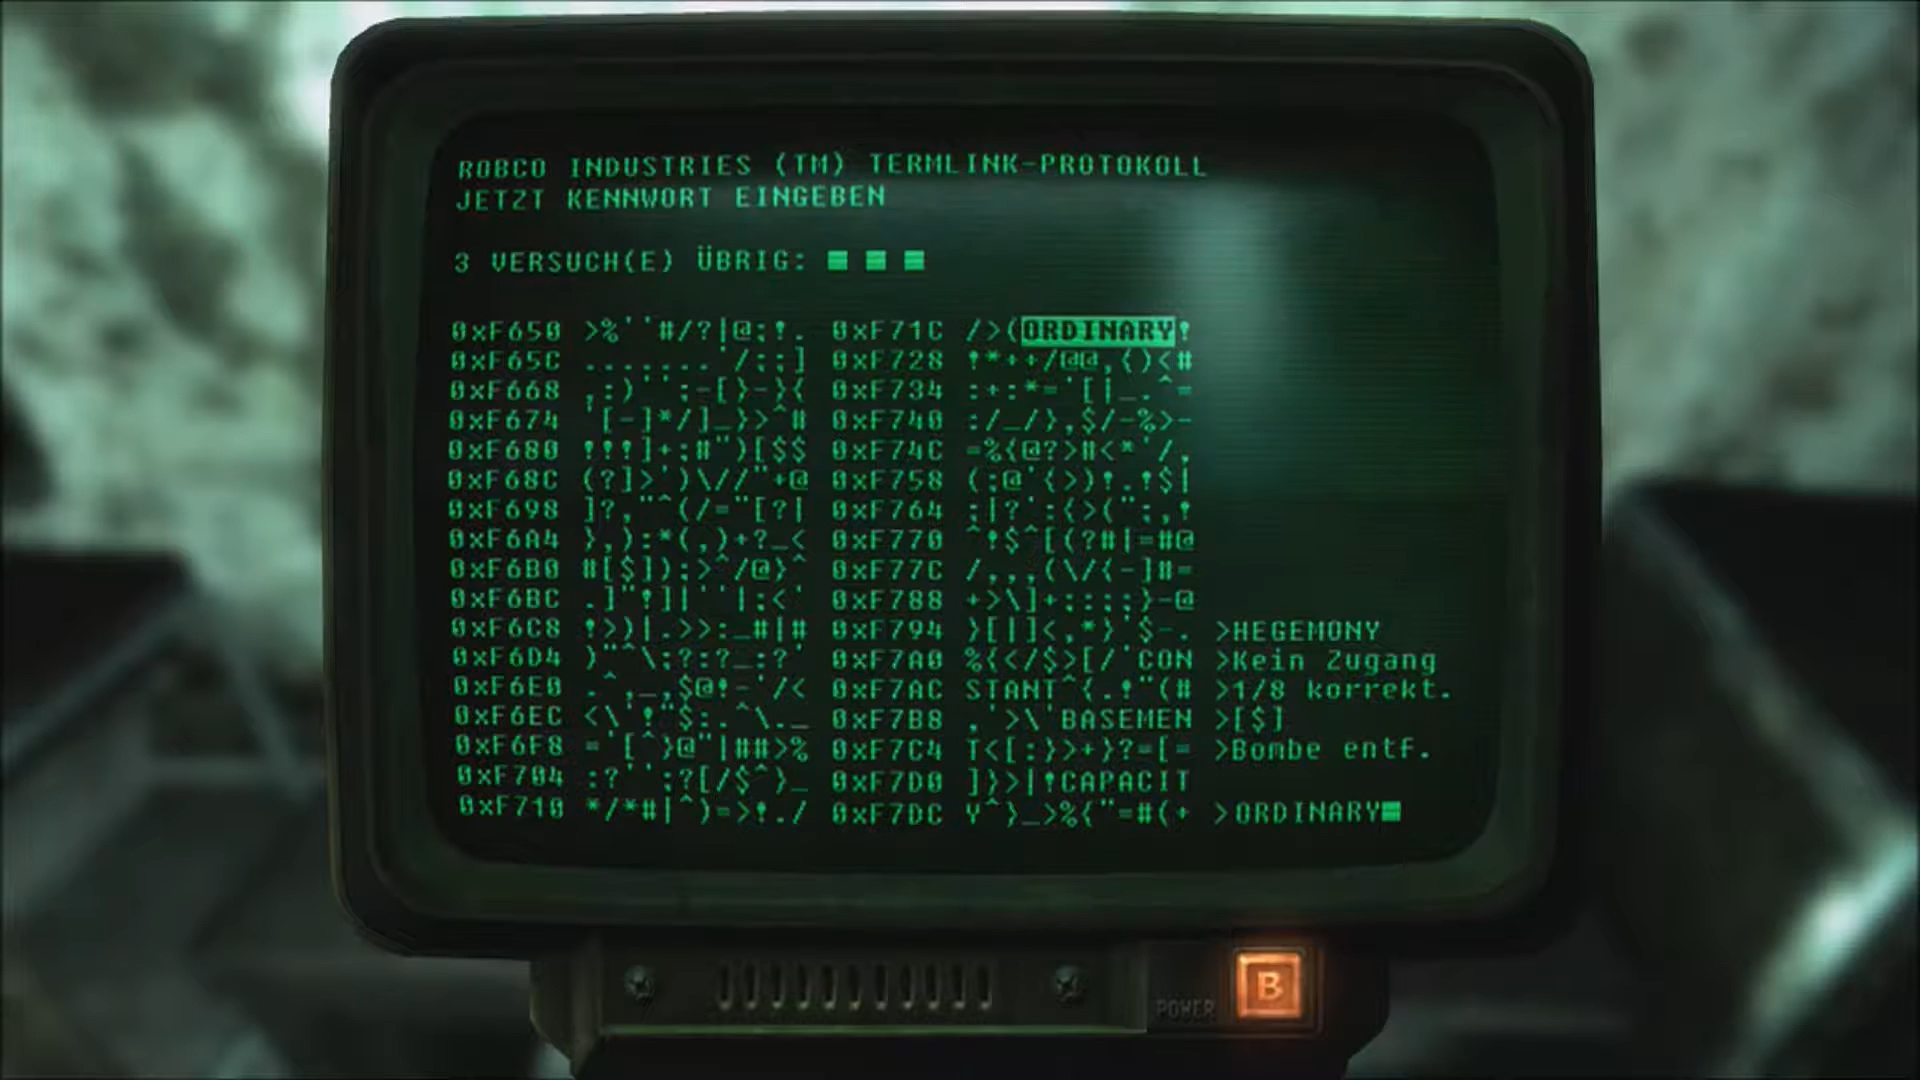 ROBCO INDUSTRIES (TM) TERMLINK-PROTOKOLL
JETZT KENNWORT EINGEBEN
3 VERSUCH(E) ÜBRIG:
0xF650 >%'`#/?|@;!. 0xF71C />(ORDINARY!
0xF65C ......'/;;] 0xF728 !*++/@@,{)<#
0xF668 ,:)'';-[}-}{ 0xF734 :+:*='[|_.^=
0xF674 '[-]*/]_}>^# 0xF740 :/_/},$/-%>-
0xF680 !!!]+:#")[$$ 0xF74C =%{@?>#<*'/,
0xF68C (?]>')\//"+@ 0xF758 (;@'{>)!.!$|
0xF698 ]?,"^(/="[?| 0xF764 ;|?':{>(":,!
0xF6A4 },):*(,)+?_< 0xF770 ^!$^[(?#|=#@
0xF6B0 #[$]);>^/@}^ 0xF77C /,,,(\/{-]#=
0xF6BC .]"!]|''|;<' 0xF788 +>\]+::;;}-@
0xF6C8 !>)|.>>:_#|# 0xF794 }[|]<,*}'$-. >HEGEMONY
0xF6D4 )"^\;?:?_:?' 0xF7A0 %{</$>[/'CON >Kein Zugang
0xF6E0 .^,_,$@!-'/< 0xF7AC STANT^{.!"(# >1/8 korrekt.
0xF6EC <\'!"$:.^\._ 0xF7B8 ,'>\'BASEMEN >[$]
0xF6F8 ='[^}@"|##>% 0xF7C4 T<[:}>+}?=[= >Bombe entf.
0xF704 :?'';?[/$^}_ 0xF7D0 ]}>|!CAPACIT
0xF710 */*#|^)=>!./ 0xF7DC Y^}_>%{"=#(+ >ORDINARY
POWER
B